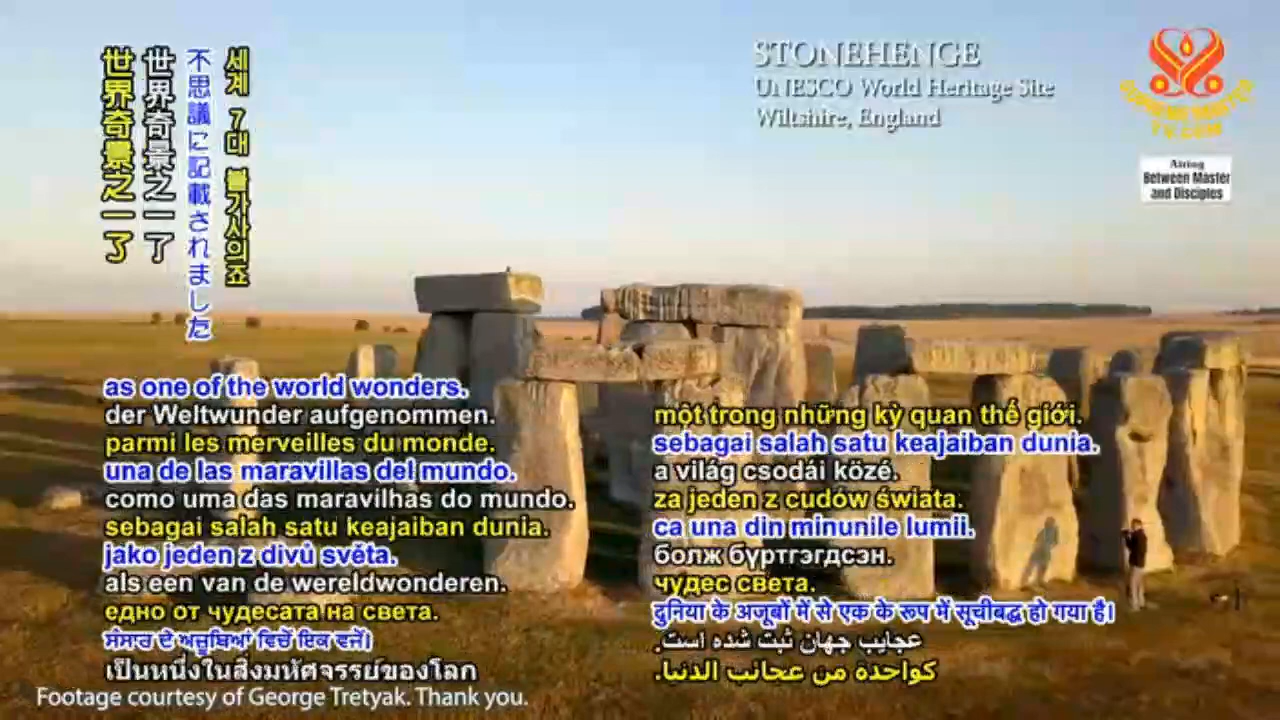 세계 7대 불가사의죠
不思議に記載されました
世界奇景之一了
世界奇景之一了
STONEHENGE
UNESCO World Heritage Site
Wiltshire, England
SUPREME MASTER
TV.COM
Airing
Between Master
and Disciples
as one of the world wonders.
der Weltwunder aufgenommen.
parmi les merveilles du monde.
una de las maravillas del mundo.
como uma das maravilhas do mundo.
sebagai salah satu keajaiban dunia.
jako jeden z divů světa.
als een van de wereldwonderen.
едно от чудесата на света.
ਸੰਸਾਰ ਦੇ ਅਜੂਬਿਆਂ ਵਿਚੋਂ ਇਕ ਵਜੋਂ।
เป็นหนึ่งในสิ่งมหัศจรรย์ของโลก
một trong những kỳ quan thế giới.
sebagai salah satu keajaiban dunia.
a világ csodái közé.
za jeden z cudów świata.
ca una din minunile lumii.
болж бүртгэгдсэн.
чудес света.
दुनिया के अजूबों में से एक के रूप में सूचीबद्ध हो गया है।
عجایب جهان ثبت شده است.
كواحدة من عجائب الدنيا.
Footage courtesy of George Tretyak. Thank you.